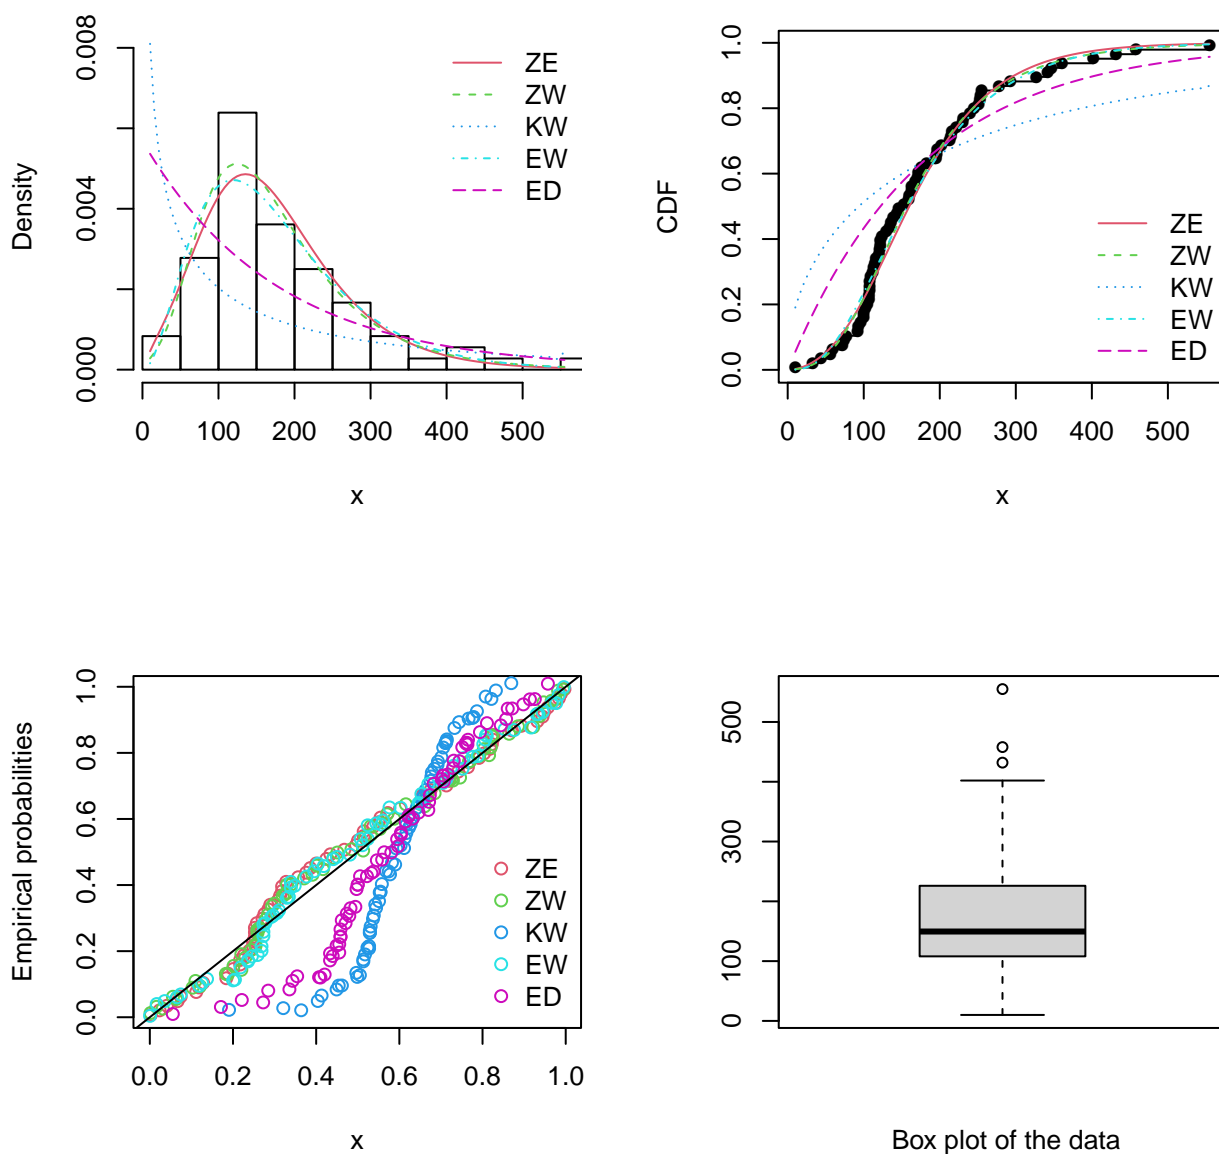 Density
0.000
0.004
0.008
ZE
ZW
KW
EW
ED
0
100
200
300
400
500
x
CDF
0.0
0.2
0.4
0.6
0.8
1.0
ZE
ZW
KW
EW
ED
0
100
200
300
400
500
x
Empirical probabilities
0.0
0.2
0.4
0.6
0.8
1.0
ZE
ZW
KW
EW
ED
0.0
0.2
0.4
0.6
0.8
1.0
x
0
100
300
500
Box plot of the data